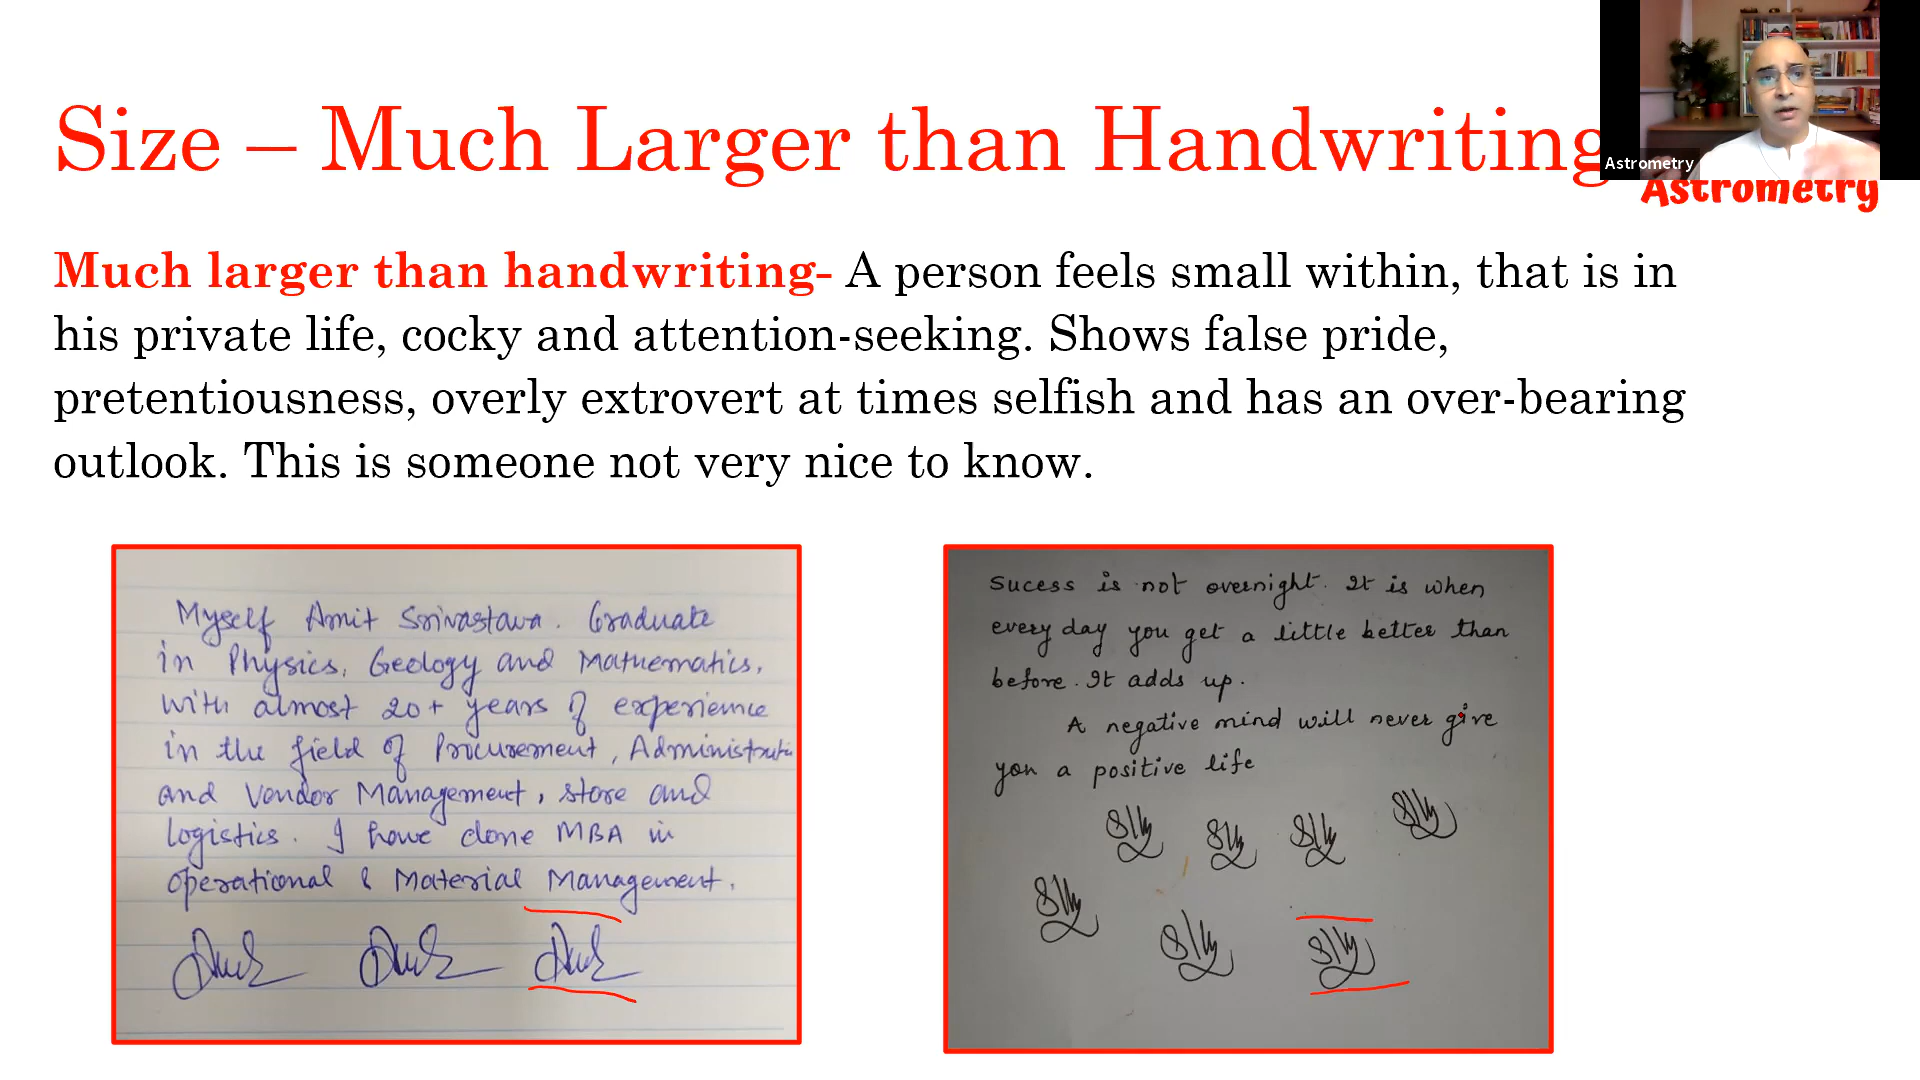 Size – Much Larger than Handwriting
Astrometry
Astrometry
Much larger than handwriting- A person feels small within, that is in
his private life, cocky and attention-seeking. Shows false pride,
pretentiousness, overly extrovert at times selfish and has an over-bearing
outlook. This is someone not very nice to know.
Myself Amit Srivastava. Graduate
in Physics, Geology and Mathematics,
with almost 20+ years of experience
in the field of Procurement, Administrati
and Vendor Management, store and
logistics. I have done MBA in
operational & Material Management.
Sucess is not overnight. It is when
every day you get a little better than
before. It adds up.
A negative mind will never give
you a positive life